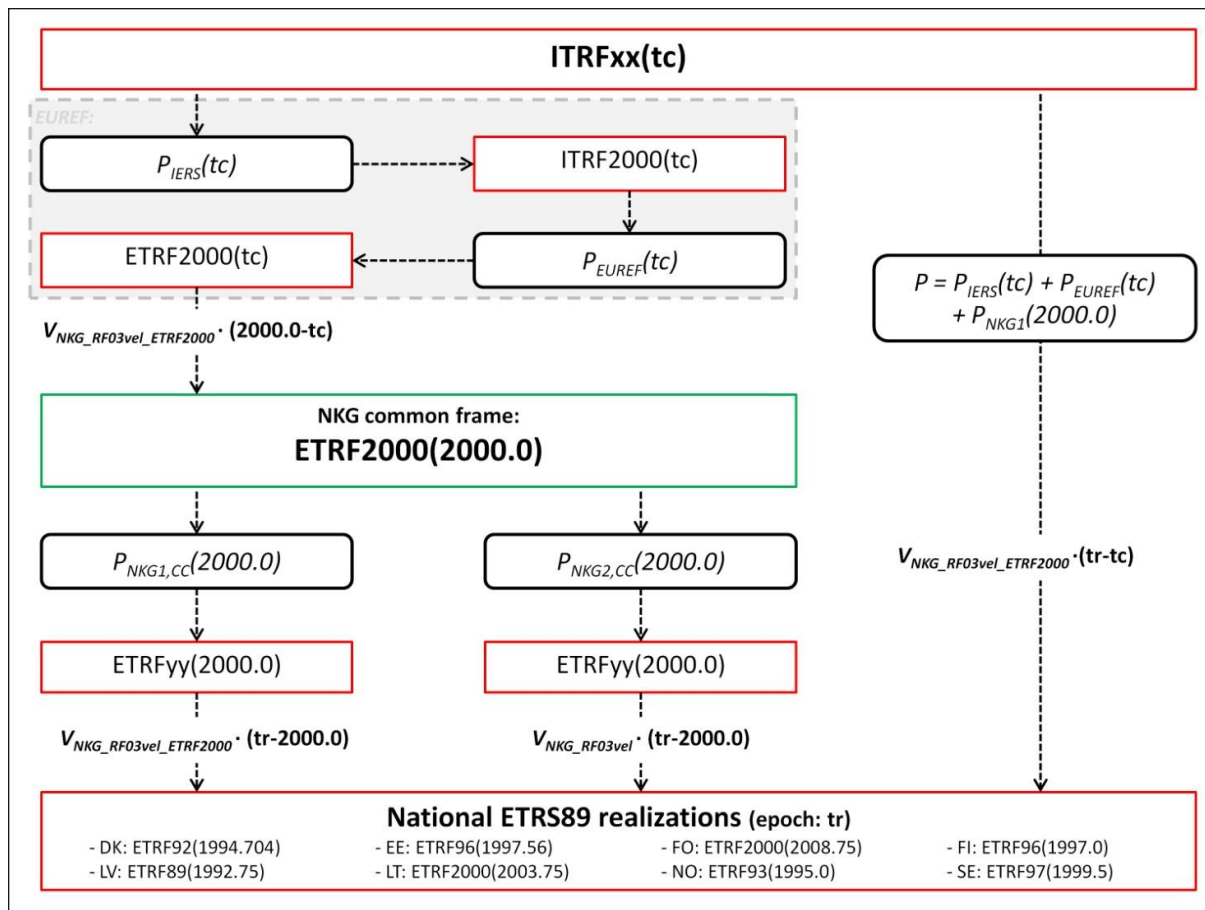 ITRFxx(tc)
EUREF:
P_IERS(tc)
ITRF2000(tc)
ETRF2000(tc)
P_EUREF(tc)
P = P_IERS(tc) + P_EUREF(tc)
+ P_NKG1(2000.0)
V_NKG_RF03vel_ETRF2000 · (2000.0-tc)
NKG common frame:
ETRF2000(2000.0)
P_NKG1,CC(2000.0)
P_NKG2,CC(2000.0)
V_NKG_RF03vel_ETRF2000 ·(tr-tc)
ETRFyy(2000.0)
ETRFyy(2000.0)
V_NKG_RF03vel_ETRF2000 · (tr-2000.0)
V_NKG_RF03vel · (tr-2000.0)
National ETRS89 realizations (epoch: tr)
- DK: ETRF92(1994.704)
- EE: ETRF96(1997.56)
- FO: ETRF2000(2008.75)
- FI: ETRF96(1997.0)
- LV: ETRF89(1992.75)
- LT: ETRF2000(2003.75)
- NO: ETRF93(1995.0)
- SE: ETRF97(1999.5)